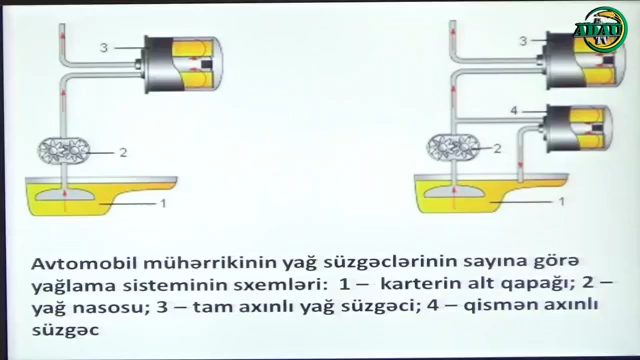 ADAU
3
3
4
2
2
1
1
Avtomobil mühərrikinin yağ süzgəclərinin sayına görə
yağlama sisteminin sxemləri: 1 – karterin alt qapağı; 2 –
yağ nasosu; 3 – tam axınlı yağ süzgəci; 4 – qismən axınlı
süzgəc